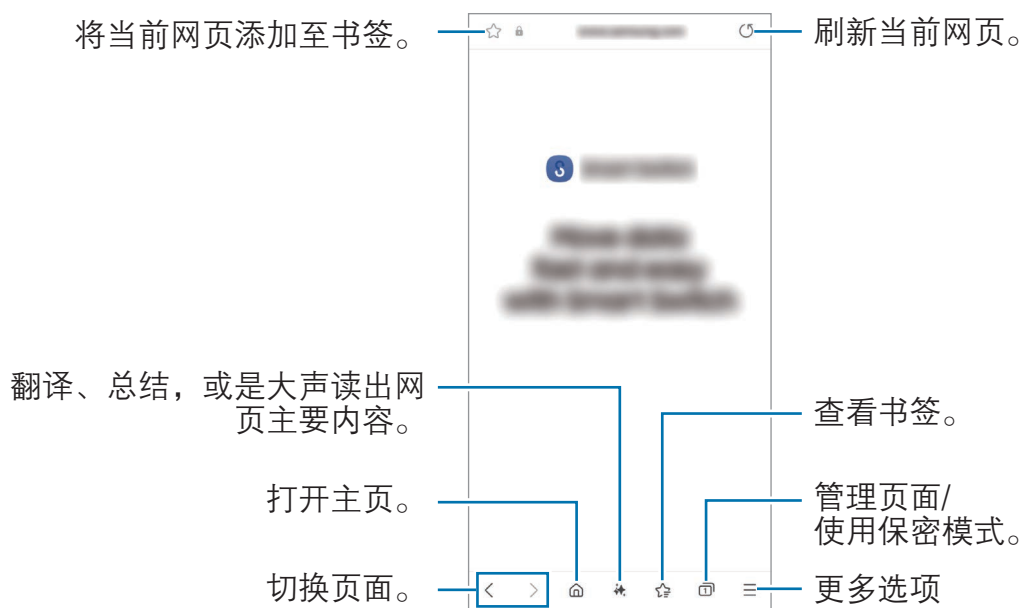 将当前网页添加至书签。
刷新当前网页。
翻译、总结，或是大声读出网
页主要内容。
查看书签。
打开主页。
管理页面/
使用保密模式。
切换页面。
更多选项
1